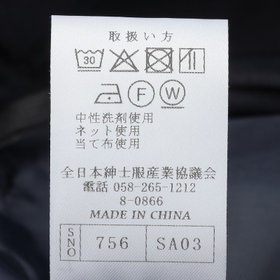 取扱い方
30
F W
中性洗剤使用
ネット使用
当て布使用
全日本紳士服産業協議会
電話 058-265-1212
8-0866
MADE IN CHINA
SNO 756 SA03